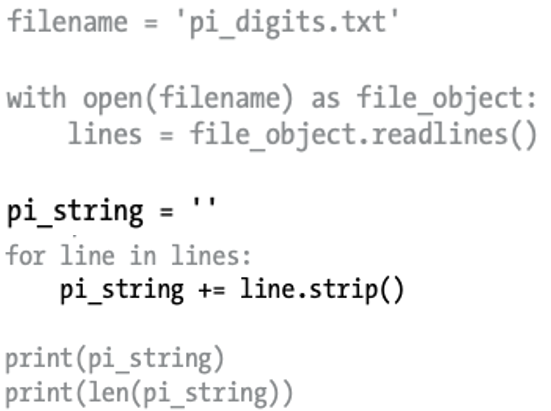 filename = 'pi_digits.txt'
with open(filename) as file_object:
    lines = file_object.readlines()
pi_string = ''
for line in lines:
    pi_string += line.strip()
print(pi_string)
print(len(pi_string))